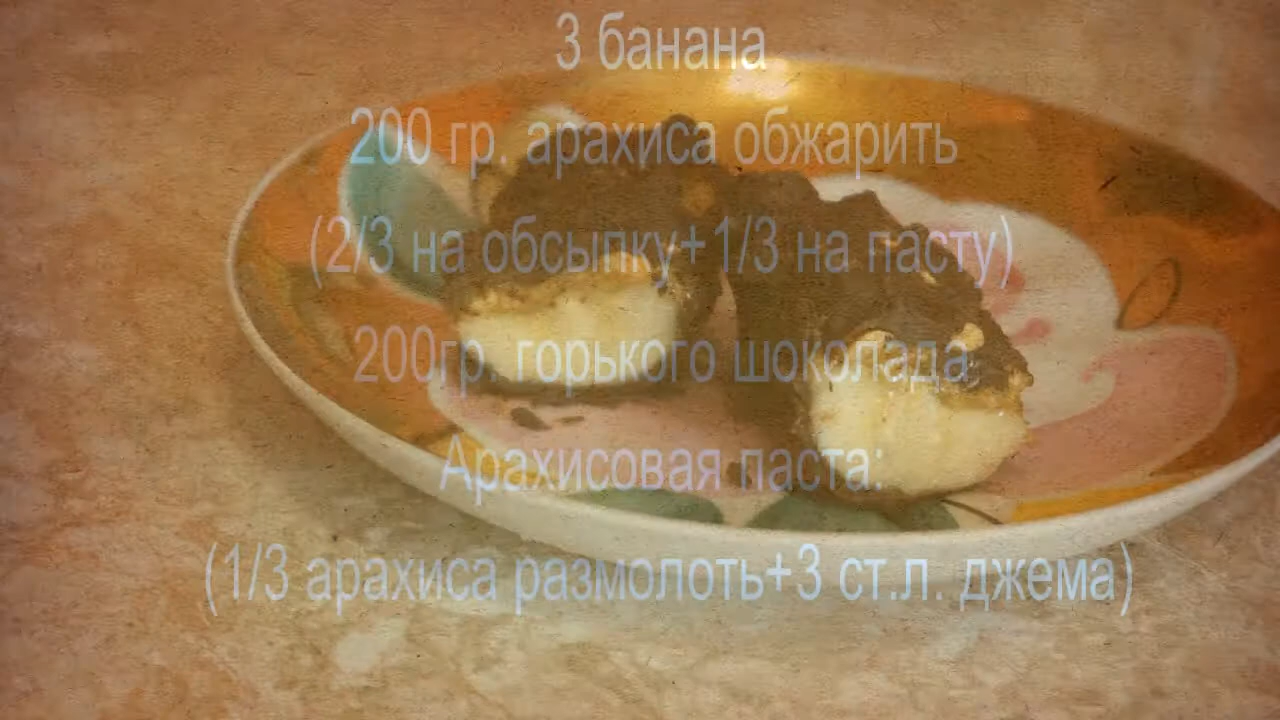 3 банана
200 гр. арахиса обжарить
(2/3 на обсыпку+1/3 на пасту)
200гр. горького шоколада
Арахисовая паста:
(1/3 арахиса размолоть+3 ст.л. джема)